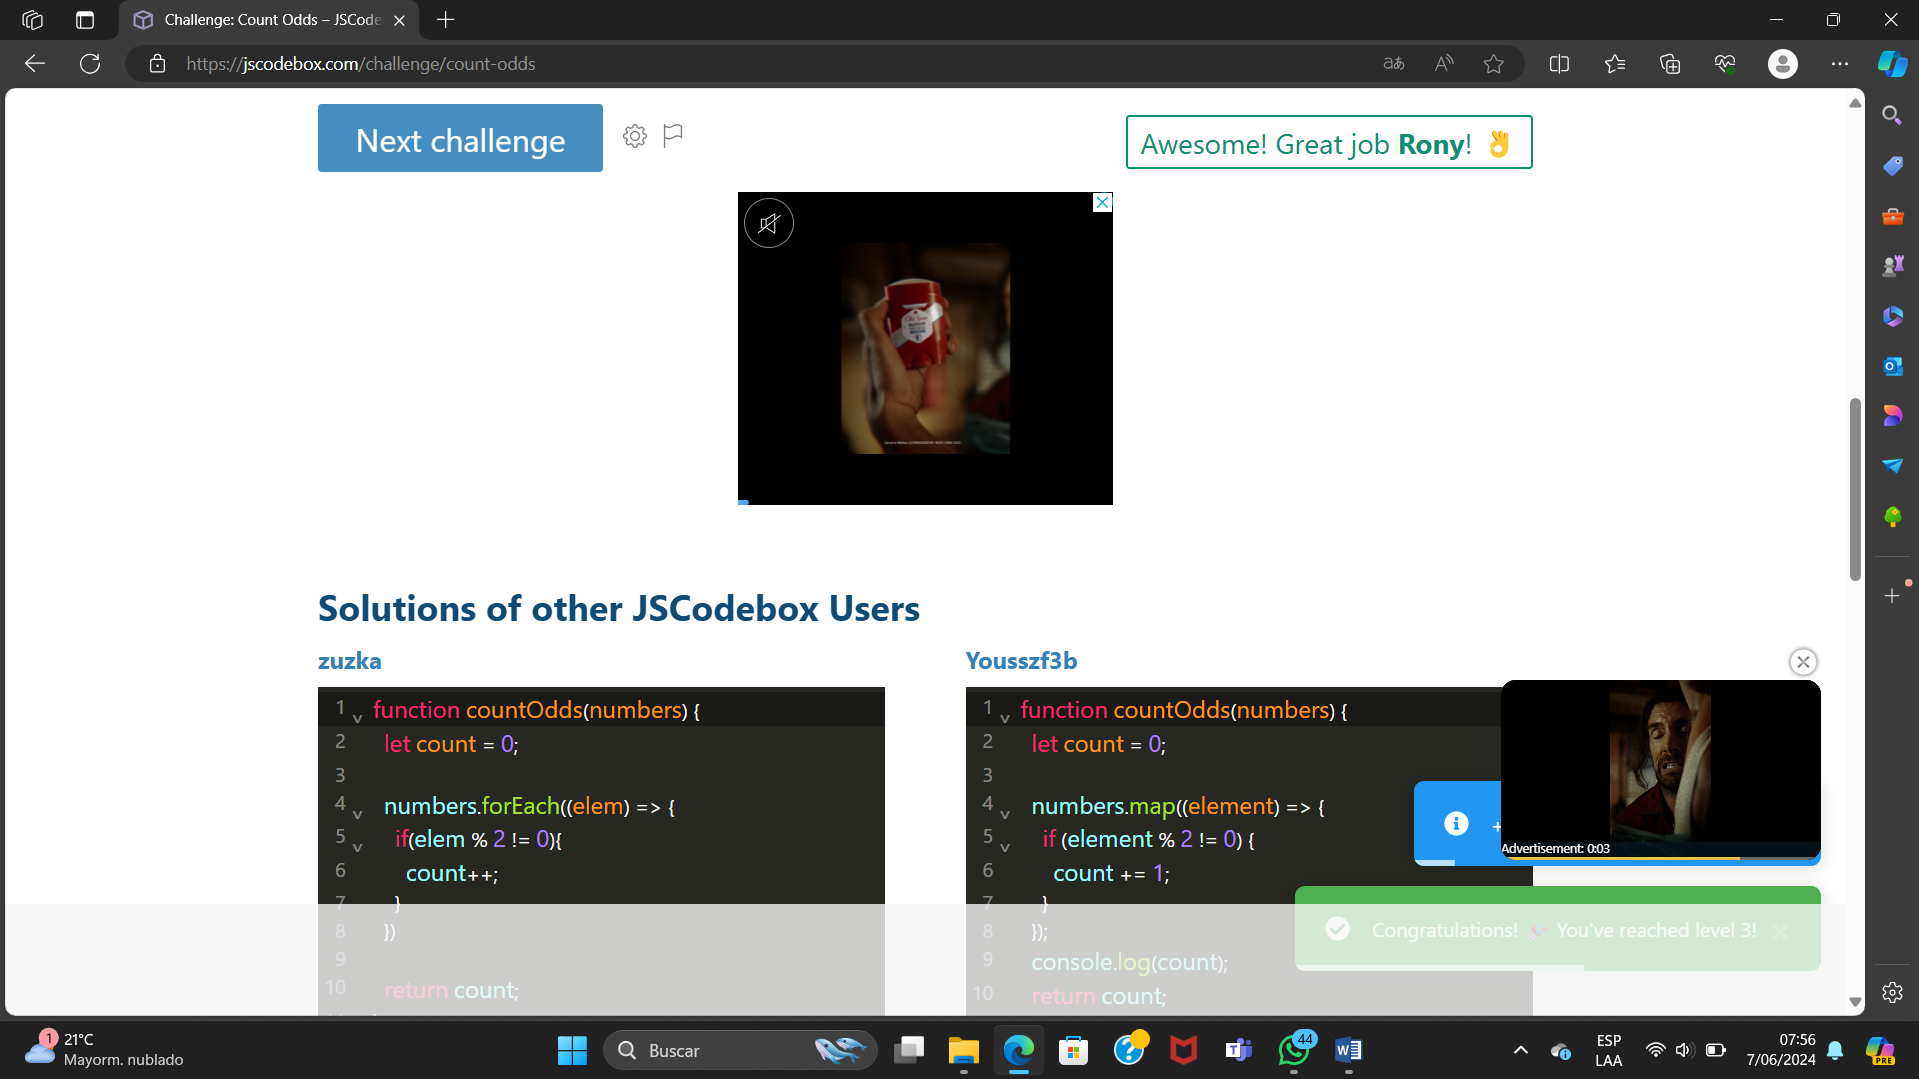 Challenge: Count Odds – JSCode
https://jscodebox.com/challenge/count-odds
Next challenge
Awesome! Great job Rony! 👌
Solutions of other JSCodebox Users
zuzka
1 function countOdds(numbers) {
2 let count = 0;
3
4 numbers.forEach((elem) => {
5 if(elem % 2 != 0){
6 count++;
7 }
8 })
9
10 return count;
Yousszf3b
1 function countOdds(numbers) {
2 let count = 0;
3
4 numbers.map((element) => {
5 if (element % 2 != 0) {
6 count += 1;
7 }
8 });
9 console.log(count);
10 return count;
+
Advertisement: 0:03
Congratulations! 🎉 You've reached level 3!
1
21°C
Mayorm. nublado
Buscar
44
ESP
LAA
07:56
7/06/2024
PRE